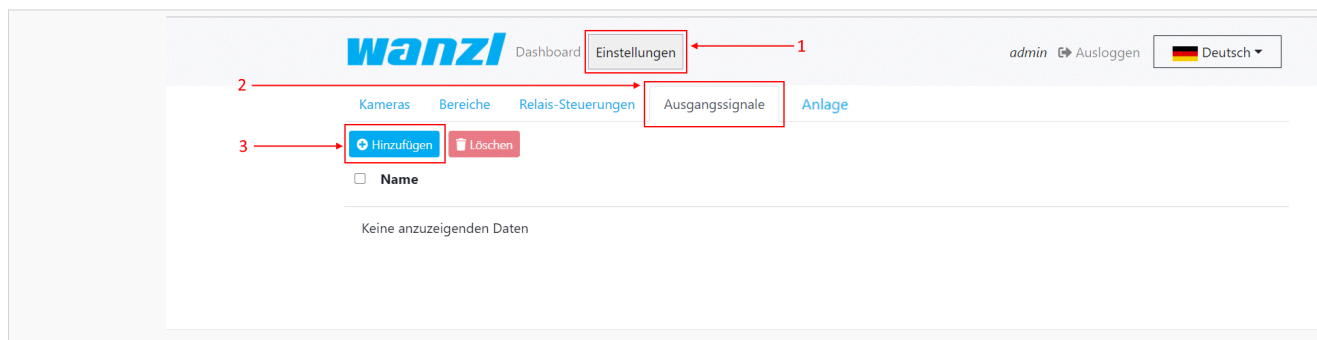 wanzl Dashboard Einstellungen 1 admin Ausloggen Deutsch
2
Kameras Bereiche Relais-Steuerungen Ausgangssignale Anlage
3 Hinzufügen Löschen
Name
Keine anzuzeigenden Daten